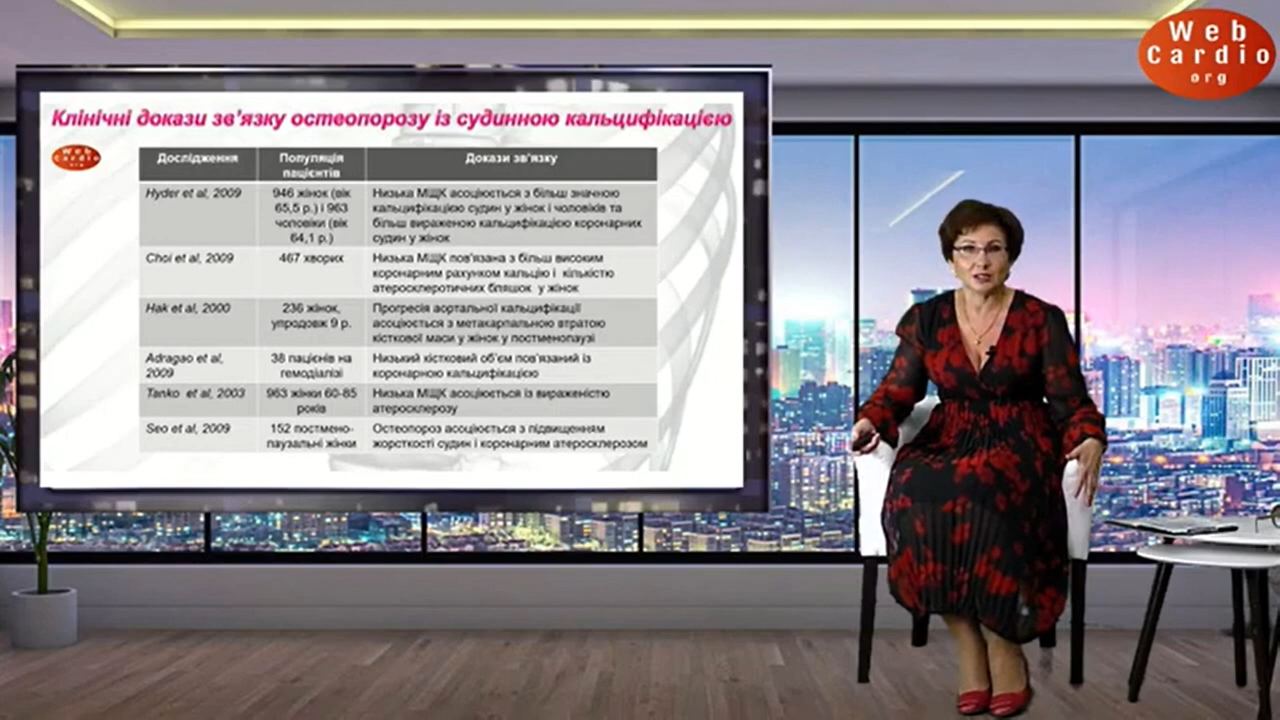 Web
Cardio
org
Клінічні докази зв'язку остеопорозу із судинною кальцифікацією
Web
Cardio
Дослідження
Популяція
пацієнтів
Докази зв'язку
Hyder et al, 2009
946 жінок (вік
65,5 р.) і 963
чоловіки (вік
64,1 р.)
Низька МЩК асоціюється з більш значною
кальцифікацією судин у жінок і чоловіків та
більш вираженою кальцифікацією коронарних
судин у жінок
Choi et al, 2009
467 хворих
Низька МЩК пов'язана з більш високим
коронарним рахунком кальцію і кількістю
атеросклеротичних бляшок у жінок
Hak et al, 2000
236 жінок,
упродовж 9 р.
Прогресія аортальної кальцифікації
асоціюється з метакарпальною втратою
кісткової маси у жінок у постменопаузі
Adragao et al,
2009
38 пацієнів на
гемодіалізі
Низький кістковий об'єм пов'язаний із
коронарною кальцифікацією
Tanko et al, 2003
963 жінки 60-85
років
Низька МЩК асоціюється із вираженістю
атеросклерозу
Seo et al, 2009
152 постмено-
паузальні жінки
Остеопороз асоціюється з підвищенням
жорсткості судин і коронарним атеросклерозом